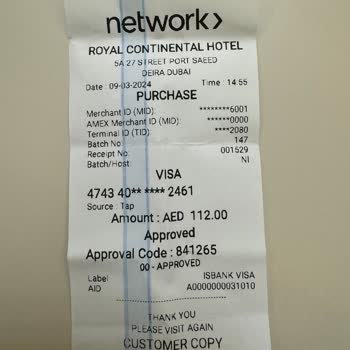 network>
ROYAL CONTINENTAL HOTEL
5A 27 STREET PORT SAEED
DEIRA DUBAI
Date : 09-03-2024 Time : 14:55
PURCHASE
Merchant ID (MID): ********6001
AMEX Merchant ID (MID): ******0000
Terminal ID (TID): ****2080
Batch No: 147
Receipt No: 001529
Batch/Host: NI
VISA
4743 40** **** 2461
Source : Tap
Amount : AED 112.00
Approved
Approval Code : 841265
00 - APPROVED
Label ISBANK VISA
AID A0000000031010
THANK YOU
PLEASE VISIT AGAIN
CUSTOMER COPY